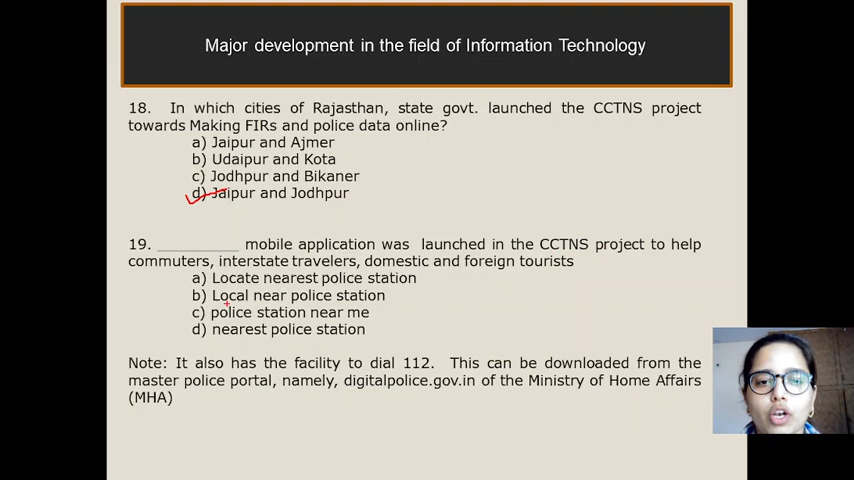 Major development in the field of Information Technology
18. In which cities of Rajasthan, state govt. launched the CCTNS project
towards Making FIRs and police data online?
a) Jaipur and Ajmer
b) Udaipur and Kota
c) Jodhpur and Bikaner
d) Jaipur and Jodhpur
19. _________ mobile application was launched in the CCTNS project to help
commuters, interstate travelers, domestic and foreign tourists
a) Locate nearest police station
b) Local near police station
c) police station near me
d) nearest police station
Note: It also has the facility to dial 112. This can be downloaded from the
master police portal, namely, digitalpolice.gov.in of the Ministry of Home Affairs
(MHA)